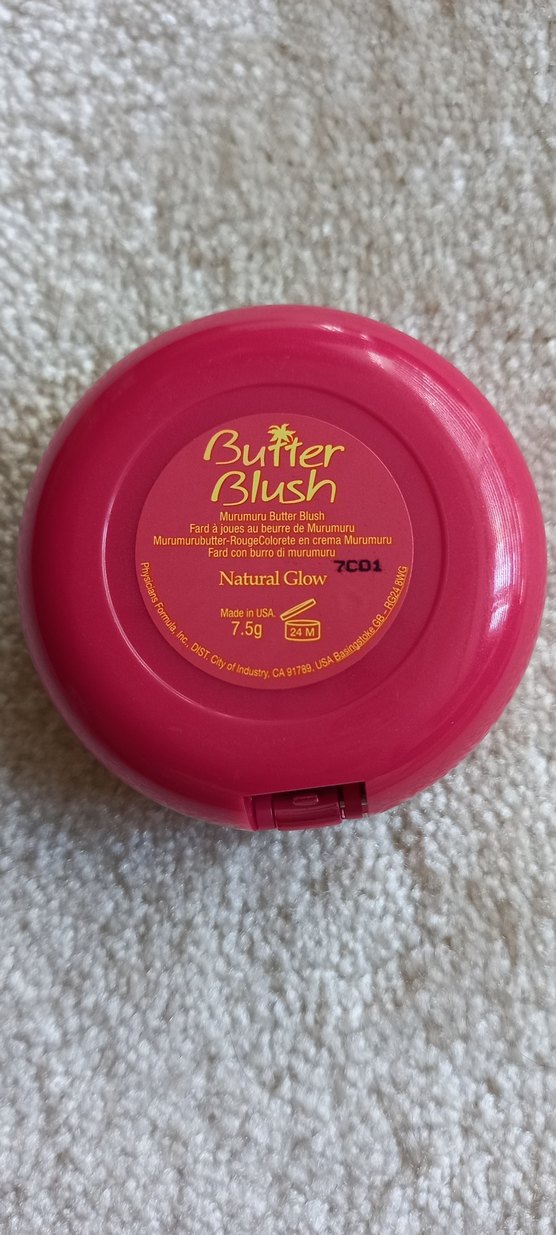 Butter
Blush
Murumuru Butter Blush
Fard à joues au beurre de Murumuru
Murumurubutter-RougeColorete en crema Murumuru
Fard con burro di murumuru
7CD1
Natural Glow
Made in USA.
7.5g
24 M
Physicians Formula, Inc., DIST. City of Industry, CA 91789, USA Basingstoke GB – RG24 8WG